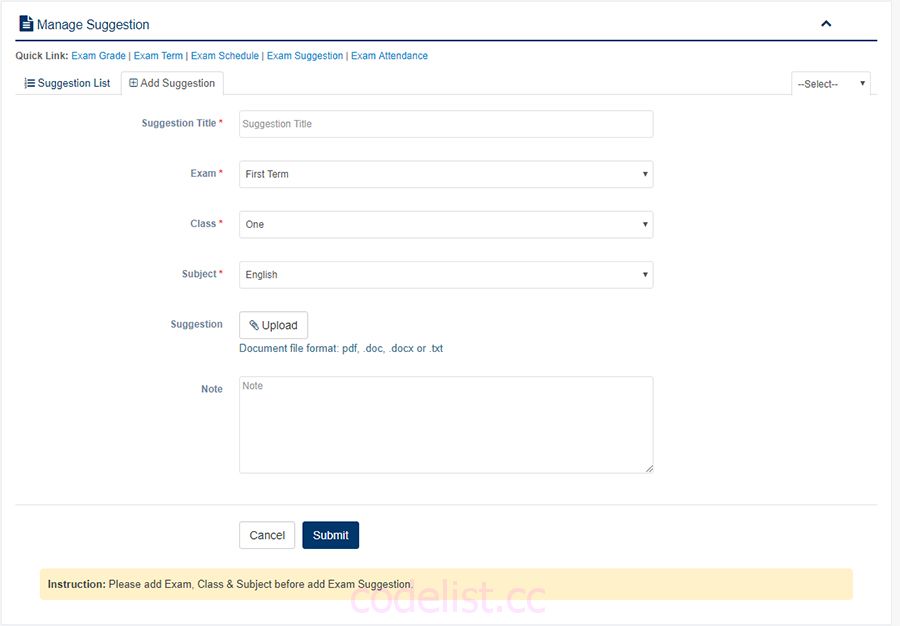 Manage Suggestion
Quick Link: Exam Grade | Exam Term | Exam Schedule | Exam Suggestion | Exam Attendance
Suggestion List Add Suggestion --Select--
Suggestion Title * Suggestion Title
Exam * First Term
Class * One
Subject * English
Suggestion Upload
Document file format: pdf, .doc, .docx or .txt
Note Note
Cancel Submit
Instruction: Please add Exam, Class & Subject before add Exam Suggestion.
codelist.cc